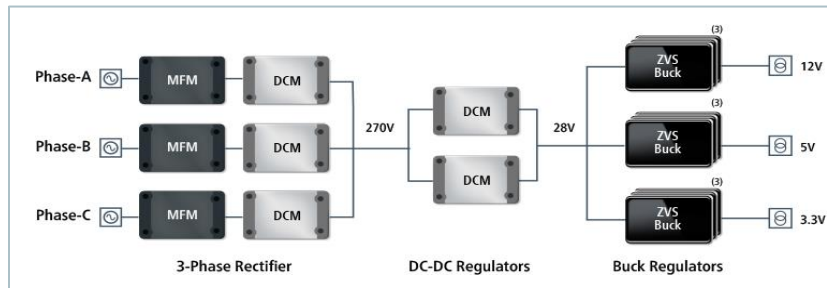 Phase-A
MFM
DCM
Phase-B
MFM
DCM
Phase-C
MFM
DCM
3-Phase Rectifier
270V
DCM
DCM
DC-DC Regulators
28V
(3)
ZVS
Buck
12V
(3)
ZVS
Buck
5V
(3)
ZVS
Buck
3.3V
Buck Regulators